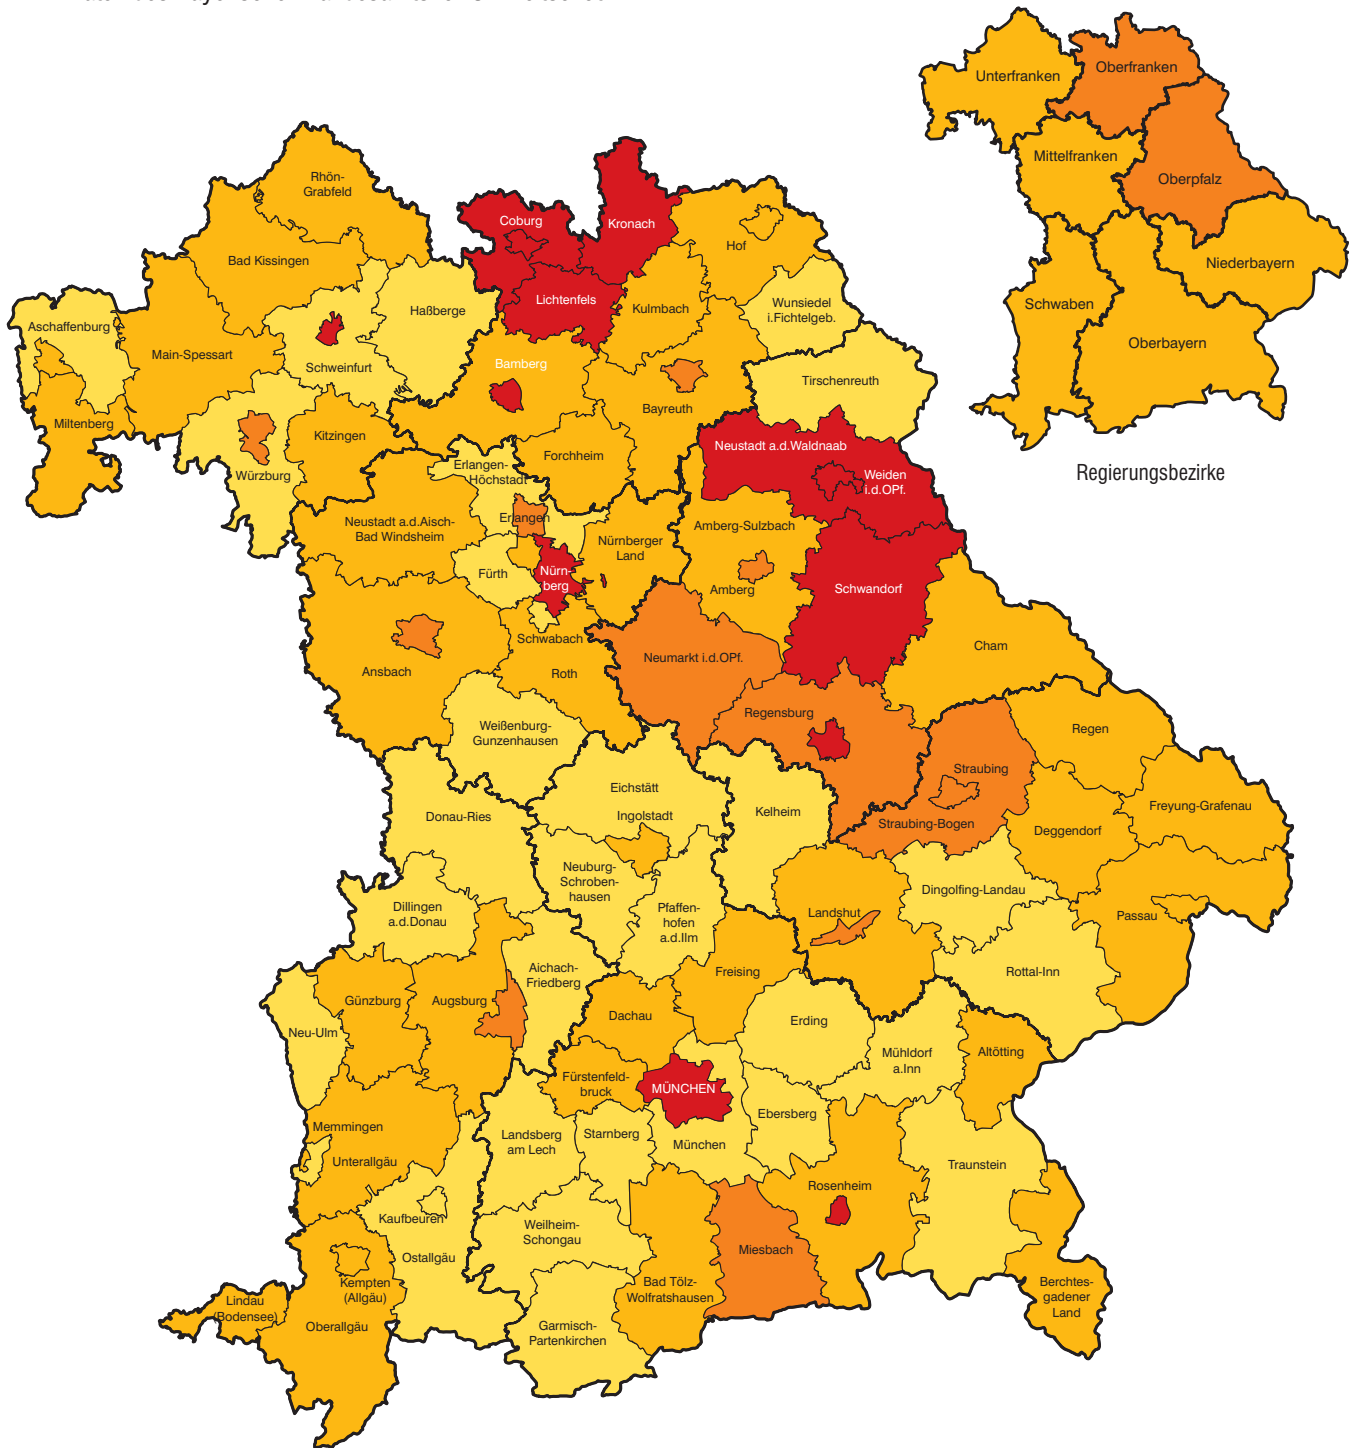 Unterfranken
Oberfranken
Mittelfranken
Oberpfalz
Niederbayern
Schwaben
Oberbayern
Regierungsbezirke
Rhön-
Grabfeld
Coburg
Kronach
Hof
Bad Kissingen
Lichtenfels
Kulmbach
Wunsiedel
i.Fichtelgeb.
Haßberge
Aschaffenburg
Main-Spessart
Schweinfurt
Bamberg
Tirschenreuth
Bayreuth
Miltenberg
Kitzingen
Würzburg
Forchheim
Erlangen-
Höchstadt
Neustadt a.d.Waldnaab
Weiden
i.d.OPf.
Neustadt a.d.Aisch-
Bad Windsheim
Erlangen
Nürnberger
Land
Amberg-Sulzbach
Fürth
Nürn-
berg
Amberg
Schwandorf
Schwabach
Neumarkt i.d.OPf.
Cham
Ansbach
Roth
Regensburg
Weißenburg-
Gunzenhausen
Regen
Straubing
Eichstätt
Freyung-Grafenau
Donau-Ries
Ingolstadt
Kelheim
Straubing-Bogen
Deggendorf
Neuburg-
Schroben-
hausen
Dingolfing-Landau
Dillingen
a.d.Donau
Pfaffen-
hofen
a.d.Ilm
Landshut
Passau
Aichach-
Friedberg
Freising
Rottal-Inn
Günzburg
Augsburg
Dachau
Erding
Neu-Ulm
Mühldorf
a.Inn
Altötting
Fürstenfeld-
bruck
MÜNCHEN
Ebersberg
Memmingen
Landsberg
am Lech
Starnberg
München
Unterallgäu
Traunstein
Rosenheim
Kaufbeuren
Weilheim-
Schongau
Ostallgäu
Miesbach
Kempten
(Allgäu)
Bad Tölz-
Wolfratshausen
Berchtes-
gadener
Land
Lindau
(Bodensee)
Oberallgäu
Garmisch-
Partenkirchen